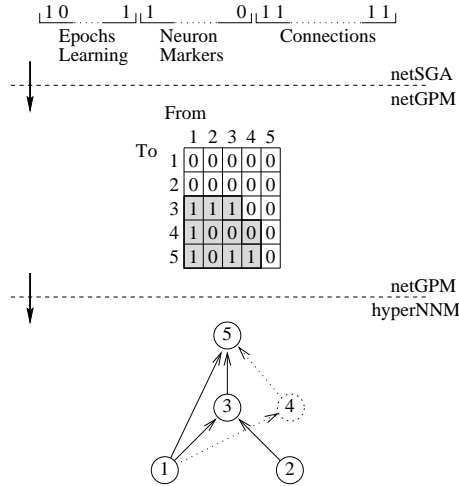 1 0 ...... 1 1 ...... 0 1 1 ...... 1 1
Epochs Neuron Connections
Learning Markers
netSGA
netGPM
From
To 1 2 3 4 5
1 0 0 0 0 0
2 0 0 0 0 0
3 1 1 1 0 0
4 1 0 0 0 0
5 1 0 1 1 0
netGPM
hyperNNM
5
3 4
1 2